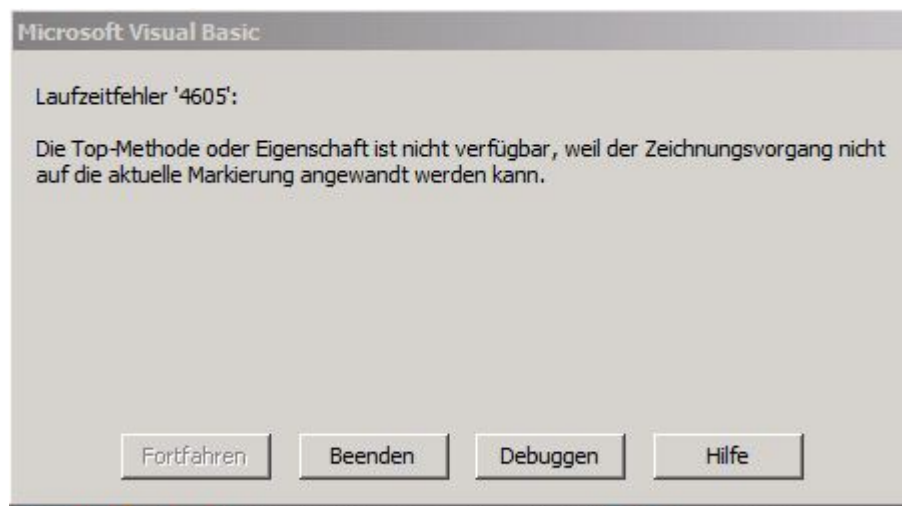 Microsoft Visual Basic
Laufzeitfehler '4605':
Die Top-Methode oder Eigenschaft ist nicht verfügbar, weil der Zeichnungsvorgang nicht
auf die aktuelle Markierung angewandt werden kann.
Fortfahren Beenden Debuggen Hilfe